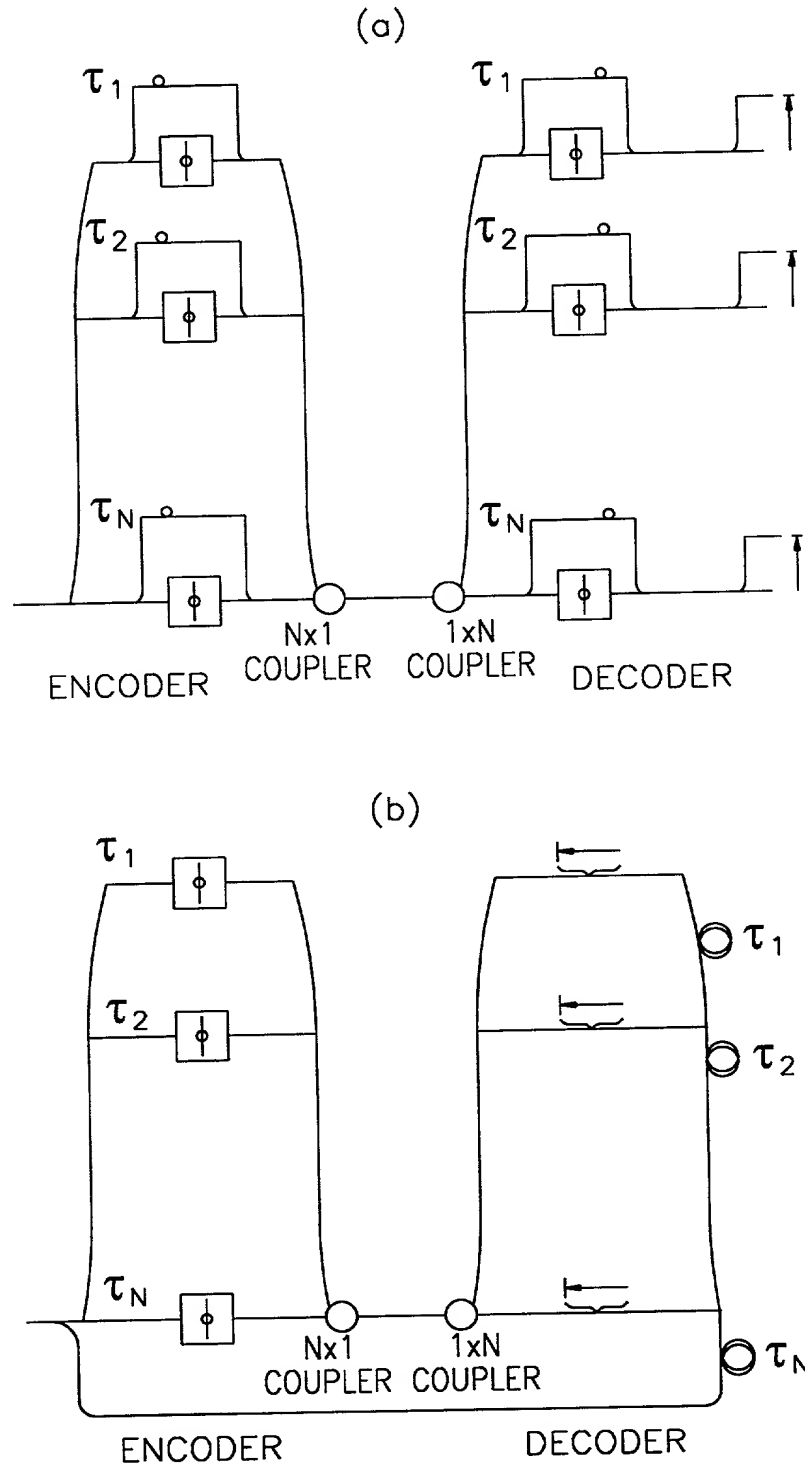 (a)
τ1 τ1
τ2 τ2
τN τN
Nx1 COUPLER
1xN COUPLER
ENCODER DECODER
(b)
τ1
τ1
τ2
τ2
τN
τN
Nx1 1xN
COUPLER COUPLER
ENCODER DECODER